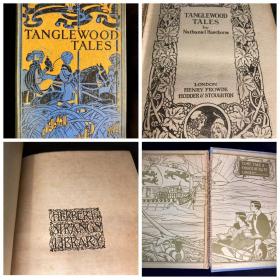 TANGLEWOOD
TALES
TANGLEWOOD
TALES
by
Nathaniel Hawthorne
LONDON
HENRY FROWDE
HODDER & STOUGHTON
HERBERT
STRANG'S
LIBRARY